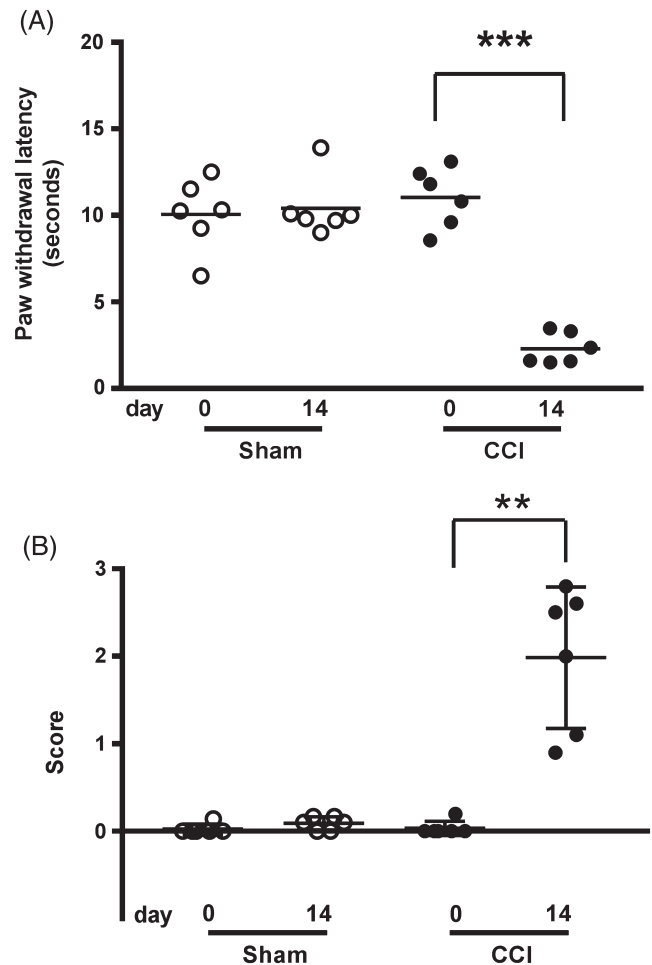 (A)
20
***
15
10
5
0
Paw withdrawal latency
(seconds)
day 0 14 0 14
Sham CCI
(B)
**
3
2
1
0
Score
day 0 14 0 14
Sham CCI